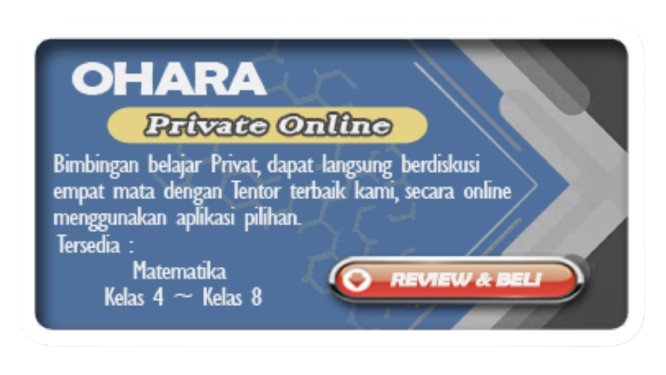 OHARA
Private Online
Bimbingan belajar Privat, dapat langsung berdiskusi
empat mata dengan Tentor terbaik kami, secara online
menggunakan aplikasi pilihan.
Tersedia :
Matematika
Kelas 4 ~ Kelas 8
REVIEW & BELI